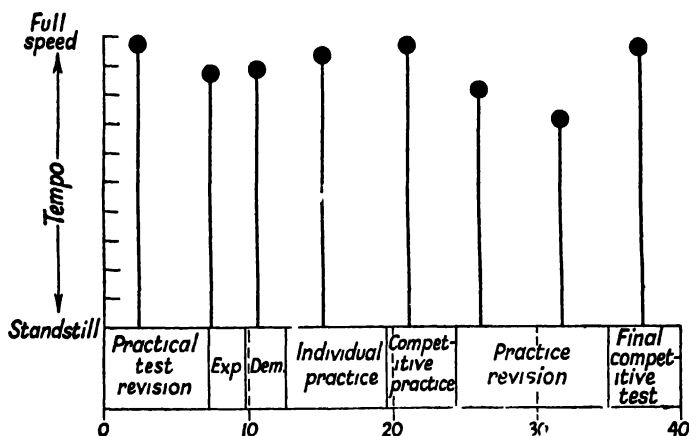 Full
speed
Tempo
Standstill
Practical
test
revision
Exp
Dem.
Individual
practice
Compet-
itive
practice
Practice
revision
Final
compet-
itive
test
0
10
20
30
40